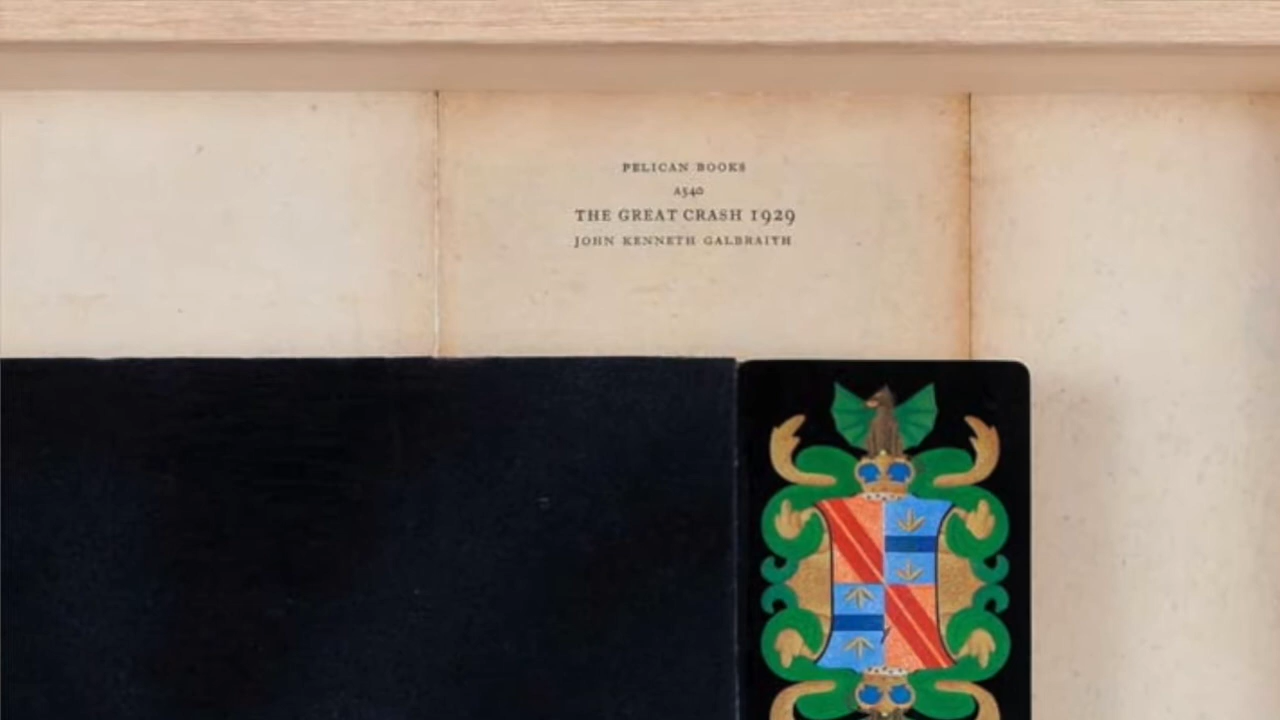 PELICAN BOOKS
A540
THE GREAT CRASH 1929
JOHN KENNETH GALBRAITH